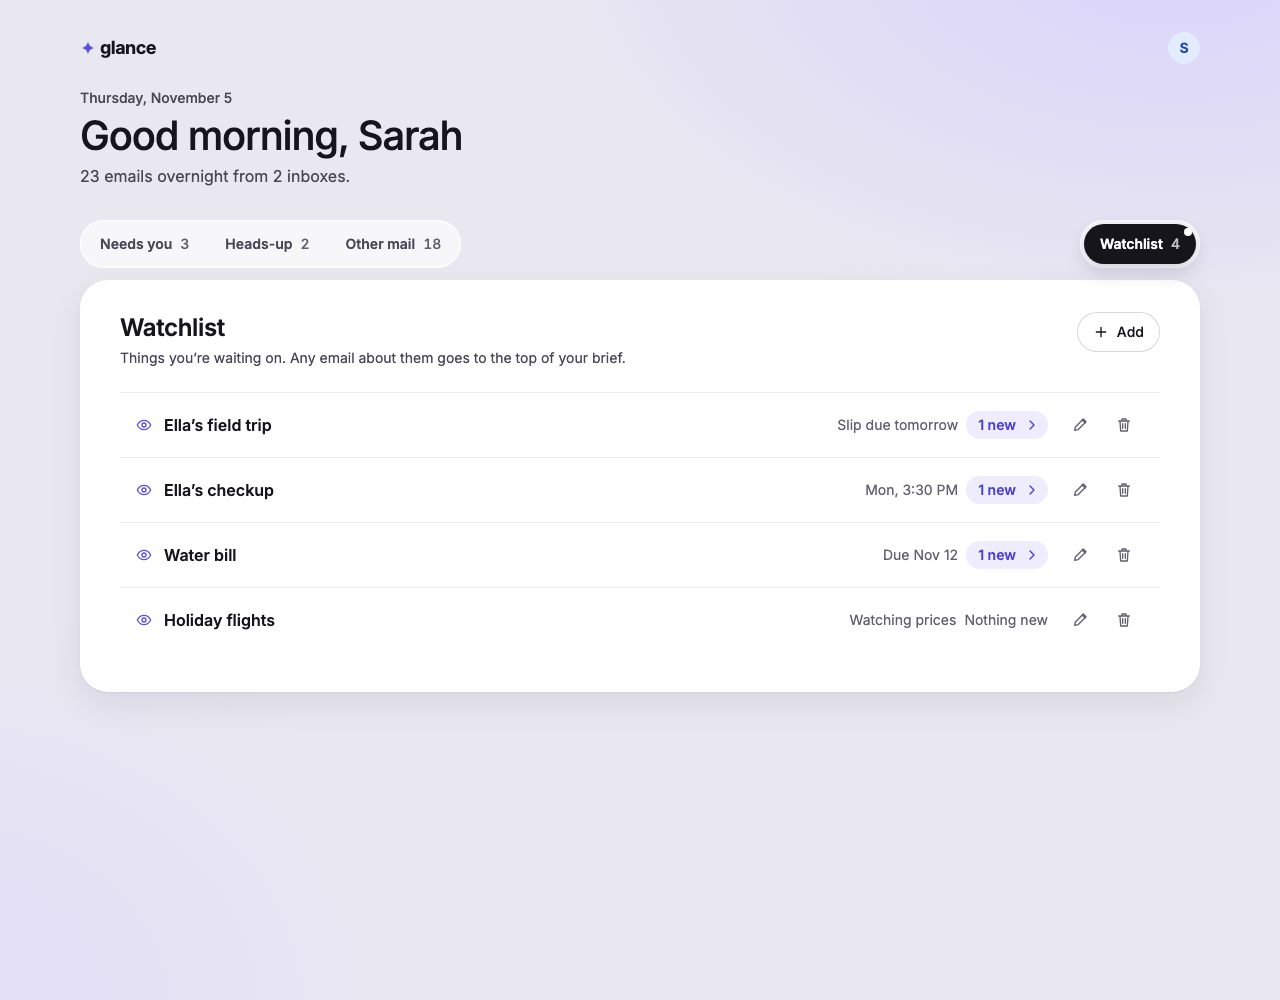 glance
S
Thursday, November 5
Good morning, Sarah
23 emails overnight from 2 inboxes.
Needs you 3 Heads-up 2 Other mail 18 Watchlist 4
Watchlist
Add
Things you’re waiting on. Any email about them goes to the top of your brief.
Ella’s field trip Slip due tomorrow 1 new
Ella’s checkup Mon, 3:30 PM 1 new
Water bill Due Nov 12 1 new
Holiday flights Watching prices Nothing new